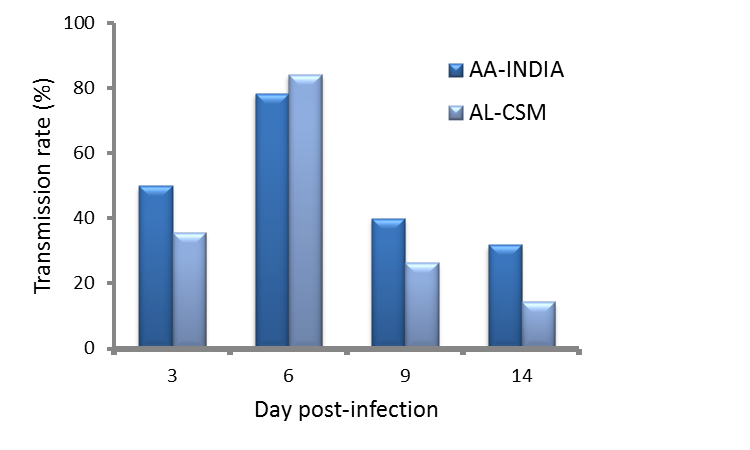 100
80
60
40
20
0
Transmission rate (%)
AA-INDIA
AL-CSM
3 6 9 14
Day post-infection